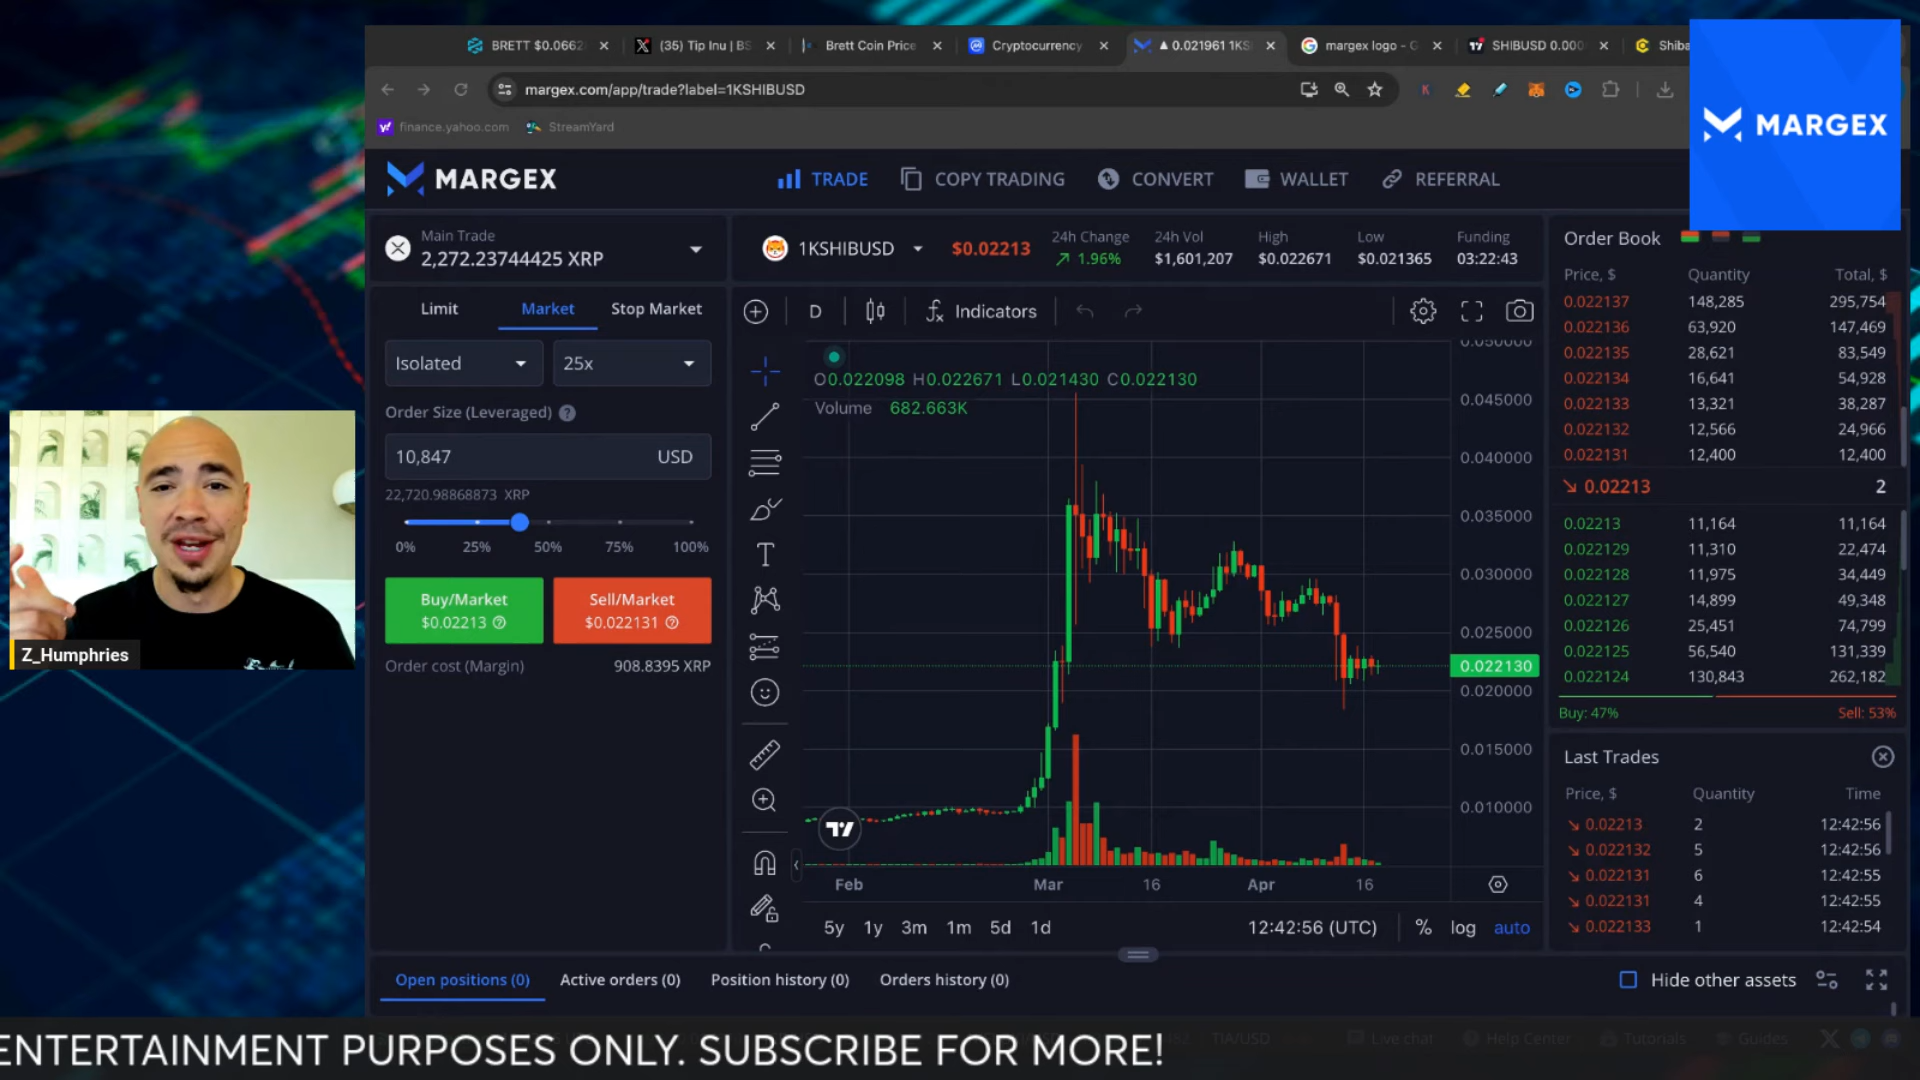 BRETT $0.0662
(35) Tip Inu | BS
Brett Coin Price
Cryptocurrency
▲ 0.021961 1KS
margex logo - G
SHIBUSD 0.000
Shiba
margex.com/app/trade?label=1KSHIBUSD
finance.yahoo.com
StreamYard
MARGEX
MARGEX
TRADE
COPY TRADING
CONVERT
WALLET
REFERRAL
Main Trade
2,272.23744425 XRP
1KSHIBUSD
$0.02213
24h Change
1.96%
24h Vol
$1,601,207
High
$0.022671
Low
$0.021365
Funding
03:22:43
Limit
Market
Stop Market
Isolated
25x
Order Size (Leveraged)
10,847 USD
22,720.98868873 XRP
0% 25% 50% 75% 100%
Buy/Market
$0.02213
Sell/Market
$0.022131
Order cost (Margin) 908.8395 XRP
D
Indicators
O0.022098 H0.022671 L0.021430 C0.022130
Volume 682.663K
0.050000
0.045000
0.040000
0.035000
0.030000
0.025000
0.022130
0.020000
0.015000
0.010000
Feb Mar 16 Apr 16
5y 1y 3m 1m 5d 1d
12:42:56 (UTC)
% log auto
Order Book
Price, $ Quantity Total, $
0.022137 148,285 295,754
0.022136 63,920 147,469
0.022135 28,621 83,549
0.022134 16,641 54,928
0.022133 13,321 38,287
0.022132 12,566 24,966
0.022131 12,400 12,400
0.02213 2
0.02213 11,164 11,164
0.022129 11,310 22,474
0.022128 11,975 34,449
0.022127 14,899 49,348
0.022126 25,451 74,799
0.022125 56,540 131,339
0.022124 130,843 262,182
Buy: 47% Sell: 53%
Last Trades
Price, $ Quantity Time
0.02213 2 12:42:56
0.022132 5 12:42:56
0.022131 6 12:42:55
0.022131 4 12:42:55
0.022133 1 12:42:54
Z_Humphries
Open positions (0)
Active orders (0)
Position history (0)
Orders history (0)
Hide other assets
TIA/USD
Live chat
Help Center
Tutorials
Guides
ENTERTAINMENT PURPOSES ONLY. SUBSCRIBE FOR MORE!